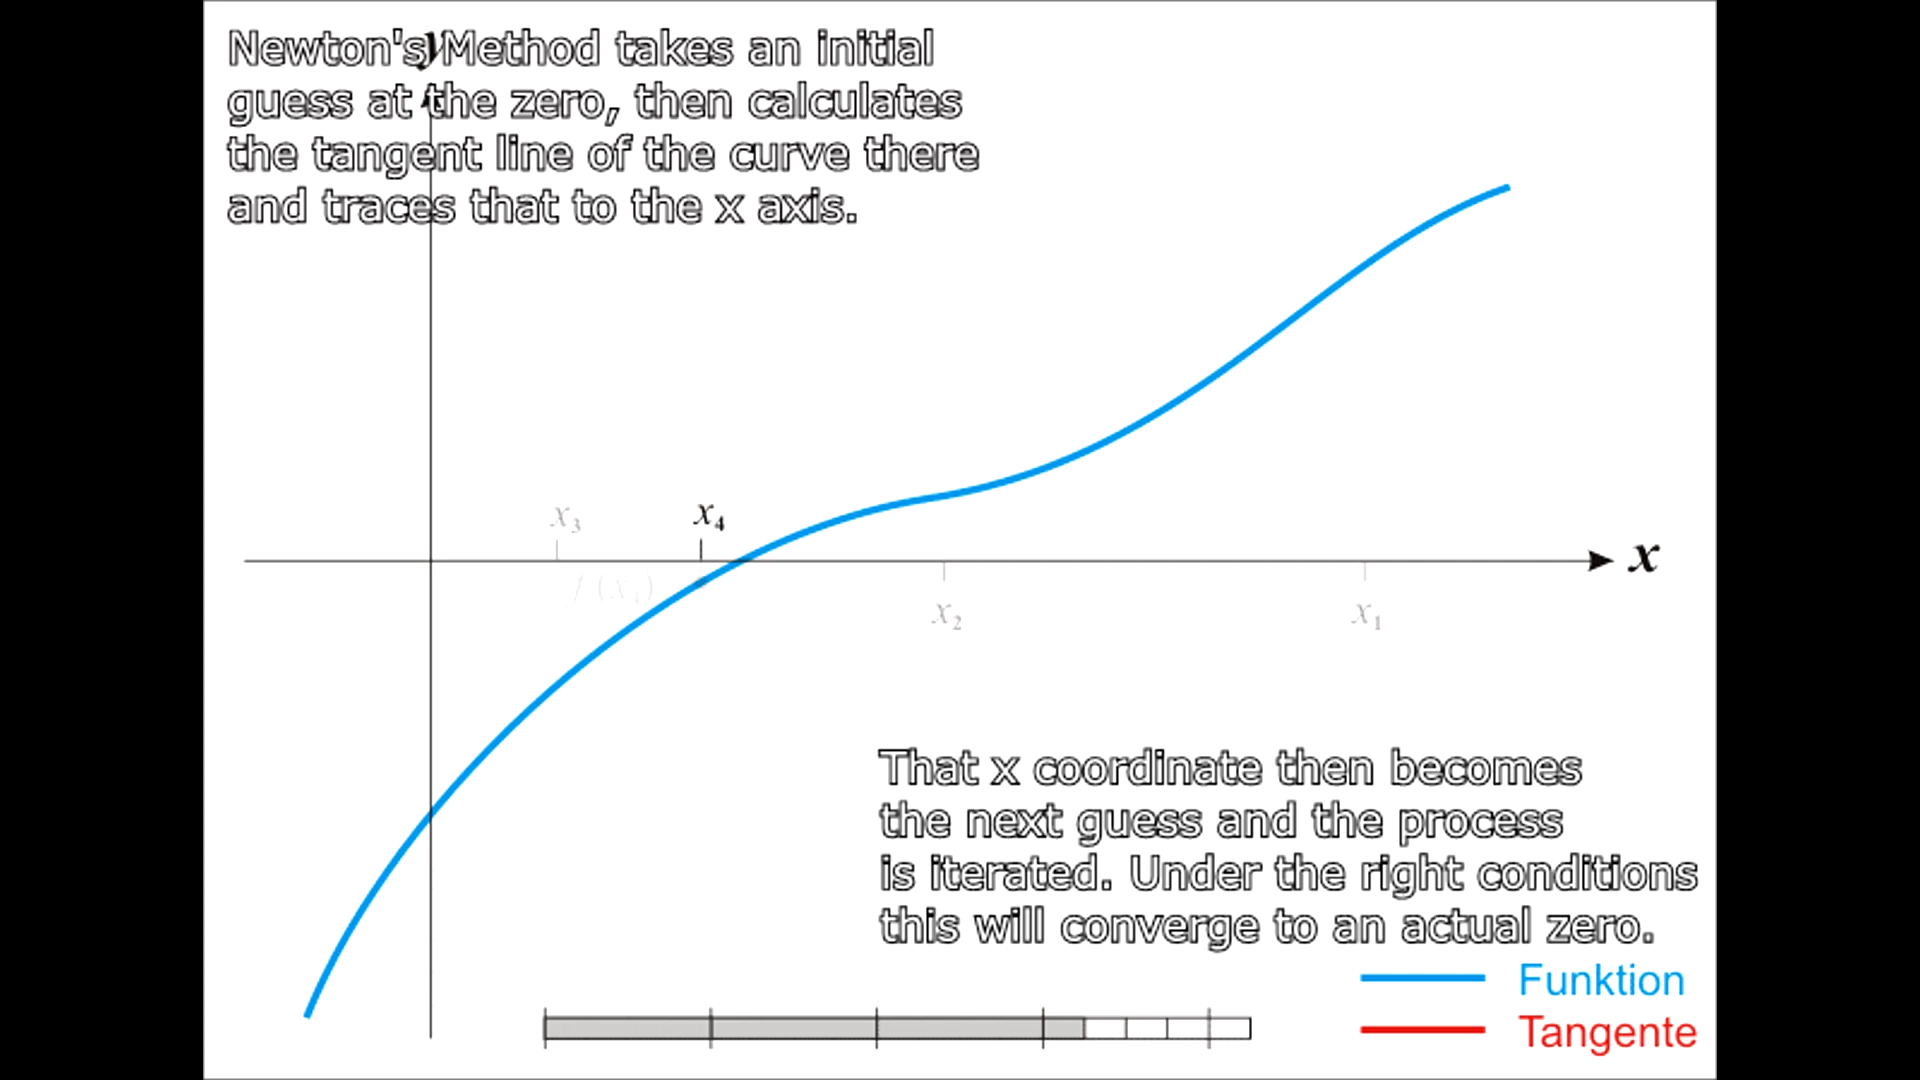 y
Newton's Method takes an initial
guess at the zero, then calculates
the tangent line of the curve there
and traces that to the x axis.
x₃
x₄
x
x₂
x₁
That x coordinate then becomes
the next guess and the process
is iterated. Under the right conditions
this will converge to an actual zero.
Funktion
Tangente